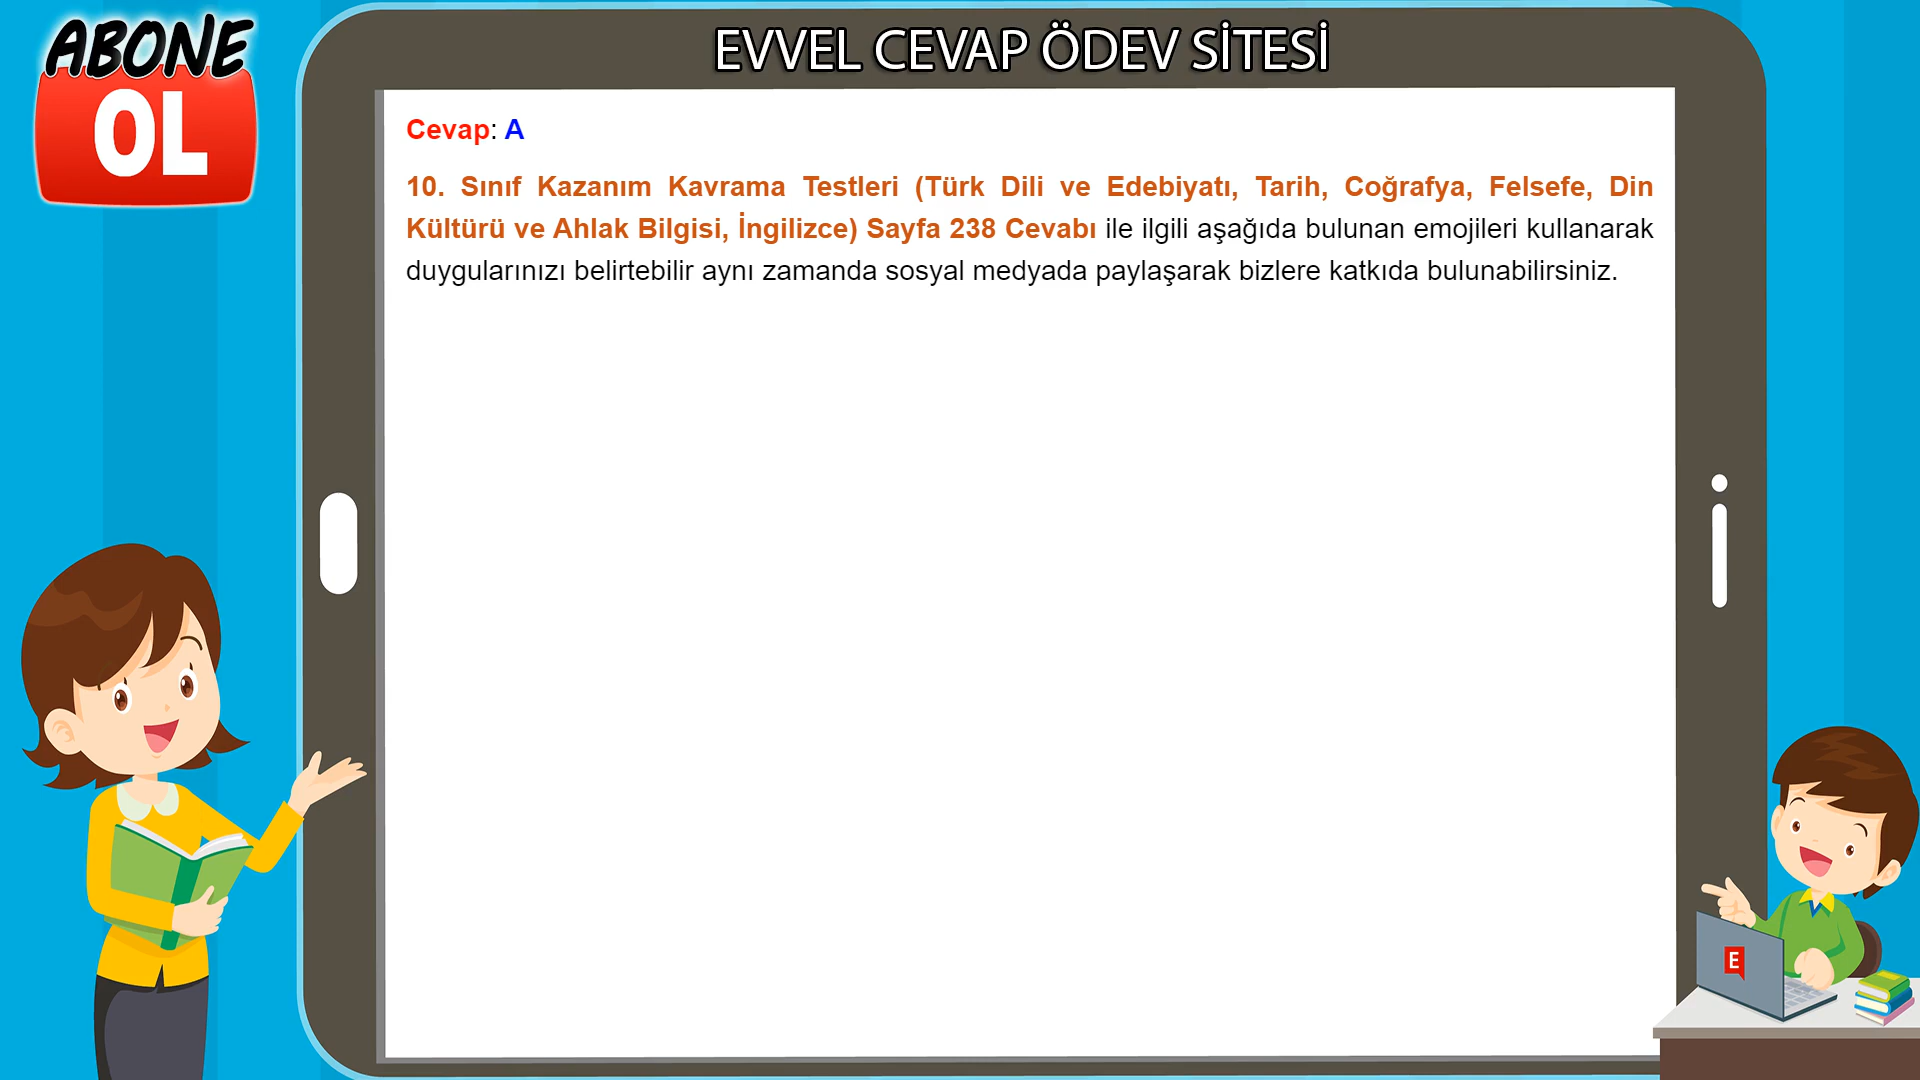 ABONE
OL
EVVEL CEVAP ÖDEV SİTESİ
Cevap: A
10. Sınıf Kazanım Kavrama Testleri (Türk Dili ve Edebiyatı, Tarih, Coğrafya, Felsefe, Din
Kültürü ve Ahlak Bilgisi, İngilizce) Sayfa 238 Cevabı ile ilgili aşağıda bulunan emojileri kullanarak
duygularınızı belirtebilir aynı zamanda sosyal medyada paylaşarak bizlere katkıda bulunabilirsiniz.
E